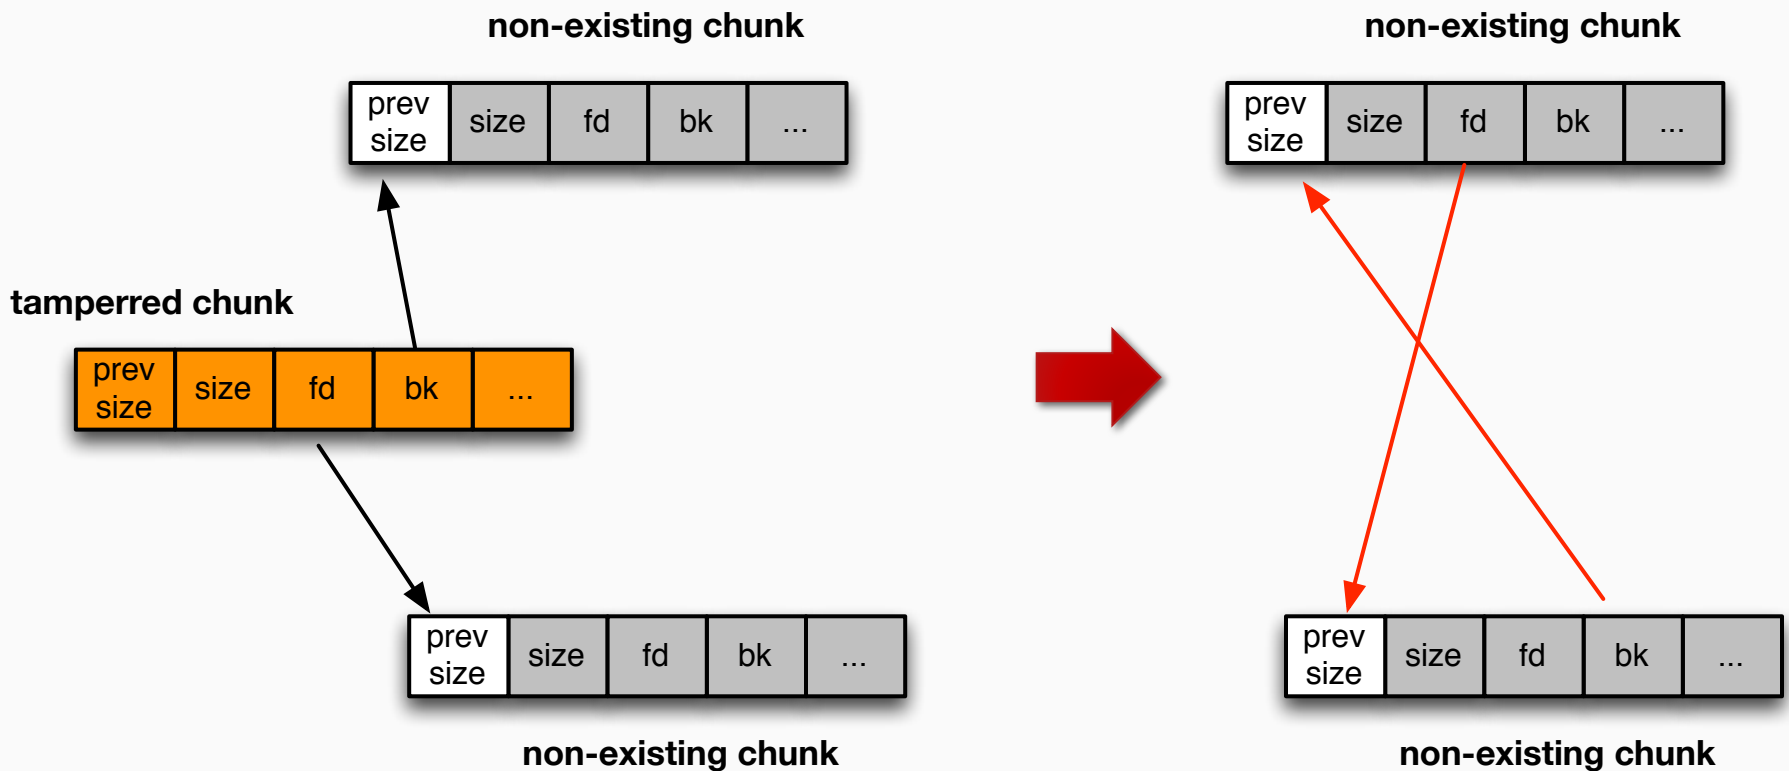 non-existing chunk
non-existing chunk
prev
size
size
fd
bk
...
prev
size
size
fd
bk
...
tamperred chunk
prev
size
size
fd
bk
...
prev
size
size
fd
bk
...
prev
size
size
fd
bk
...
non-existing chunk
non-existing chunk